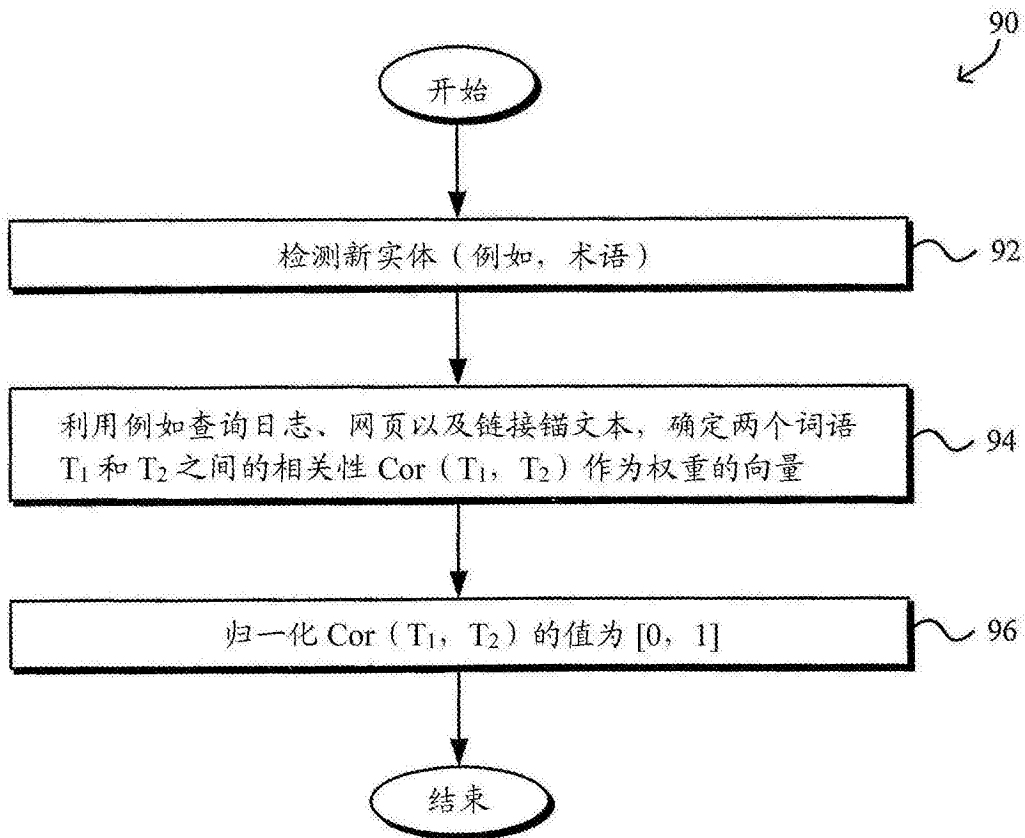 90
开始
检测新实体（例如，术语）
92
利用例如查询日志、网页以及链接锚文本，确定两个词语
T₁ 和 T₂ 之间的相关性 Cor（T₁，T₂）作为权重的向量
94
归一化 Cor（T₁，T₂）的值为 [0，1]
96
结束